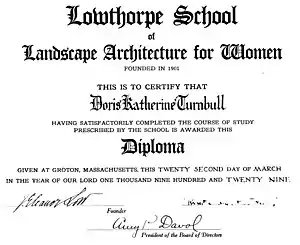 Lowthorpe School
of
Landscape Architecture for Women
FOUNDED IN 1901
THIS IS TO CERTIFY THAT
Doris Katherine Turnbull
HAVING SATISFACTORILY COMPLETED THE COURSE OF STUDY
PRESCRIBED BY THE SCHOOL IS AWARDED THIS
Diploma
GIVEN AT GROTON, MASSACHUSETTS, THIS TWENTY SECOND DAY OF MARCH
IN THE YEAR OF OUR LORD ONE THOUSAND NINE HUNDRED AND TWENTY NINE
Founder
Amy P. Davol
President of the Board of Directors